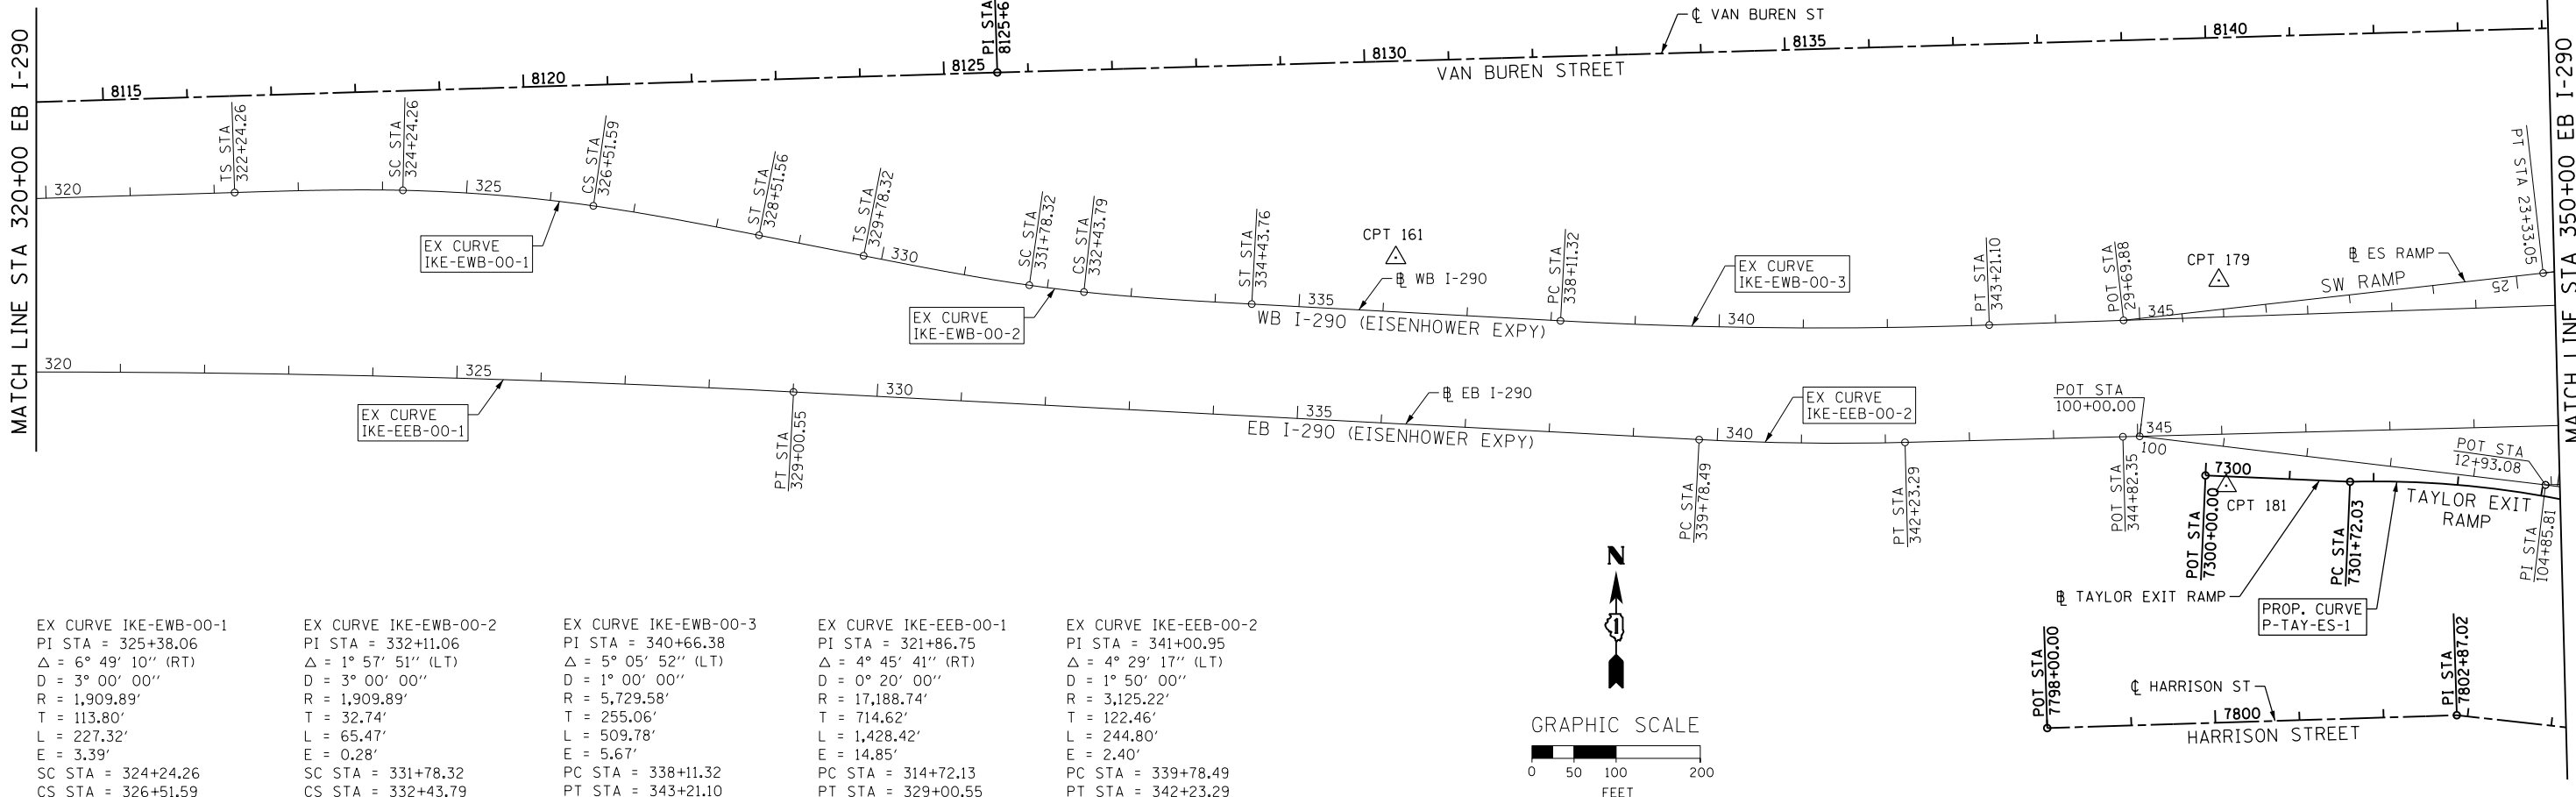 MATCH LINE STA 320+00 EB I-290
PI STA
8125+6
℄ VAN BUREN ST
8115
8120
8125
8130
8135
8140
VAN BUREN STREET
TS STA
322+24.26
SC STA
324+24.26
CS STA
326+51.59
ST STA
328+51.56
TS STA
329+78.32
SC STA
331+78.32
CS STA
332+43.79
ST STA
334+43.76
CPT 161
PC STA
338+11.32
PT STA
343+21.10
POT STA
29+69.88
CPT 179
PT STA 23+33.05
320
325
330
335
340
345
25
EX CURVE
IKE-EWB-00-1
EX CURVE
IKE-EWB-00-2
EX CURVE
IKE-EWB-00-3
B̲ WB I-290
WB I-290 (EISENHOWER EXPY)
B̲ ES RAMP
SW RAMP
MATCH LINE STA 350+00 EB I-290
320
325
330
335
340
345
100
EX CURVE
IKE-EEB-00-1
PT STA
329+00.55
B̲ EB I-290
EB I-290 (EISENHOWER EXPY)
EX CURVE
IKE-EEB-00-2
PC STA
339+78.49
PT STA
342+23.29
POT STA
344+82.35
POT STA
100+00.00
POT STA
12+93.08
PI STA
104+85.81
7300
CPT 181
TAYLOR EXIT
RAMP
POT STA
7300+00.00
PC STA
7301+72.03
B̲ TAYLOR EXIT RAMP
PROP. CURVE
P-TAY-ES-1
POT STA
7798+00.00
PI STA
7802+87.02
℄ HARRISON ST
7800
HARRISON STREET
N
1
GRAPHIC SCALE
0 50 100 200
FEET
EX CURVE IKE-EWB-00-1
PI STA = 325+38.06
△ = 6° 49' 10'' (RT)
D = 3° 00' 00''
R = 1,909.89'
T = 113.80'
L = 227.32'
E = 3.39'
SC STA = 324+24.26
CS STA = 326+51.59
EX CURVE IKE-EWB-00-2
PI STA = 332+11.06
△ = 1° 57' 51'' (LT)
D = 3° 00' 00''
R = 1,909.89'
T = 32.74'
L = 65.47'
E = 0.28'
SC STA = 331+78.32
CS STA = 332+43.79
EX CURVE IKE-EWB-00-3
PI STA = 340+66.38
△ = 5° 05' 52'' (LT)
D = 1° 00' 00''
R = 5,729.58'
T = 255.06'
L = 509.78'
E = 5.67'
PC STA = 338+11.32
PT STA = 343+21.10
EX CURVE IKE-EEB-00-1
PI STA = 321+86.75
△ = 4° 45' 41'' (RT)
D = 0° 20' 00''
R = 17,188.74'
T = 714.62'
L = 1,428.42'
E = 14.85'
PC STA = 314+72.13
PT STA = 329+00.55
EX CURVE IKE-EEB-00-2
PI STA = 341+00.95
△ = 4° 29' 17'' (LT)
D = 1° 50' 00''
R = 3,125.22'
T = 122.46'
L = 244.80'
E = 2.40'
PC STA = 339+78.49
PT STA = 342+23.29